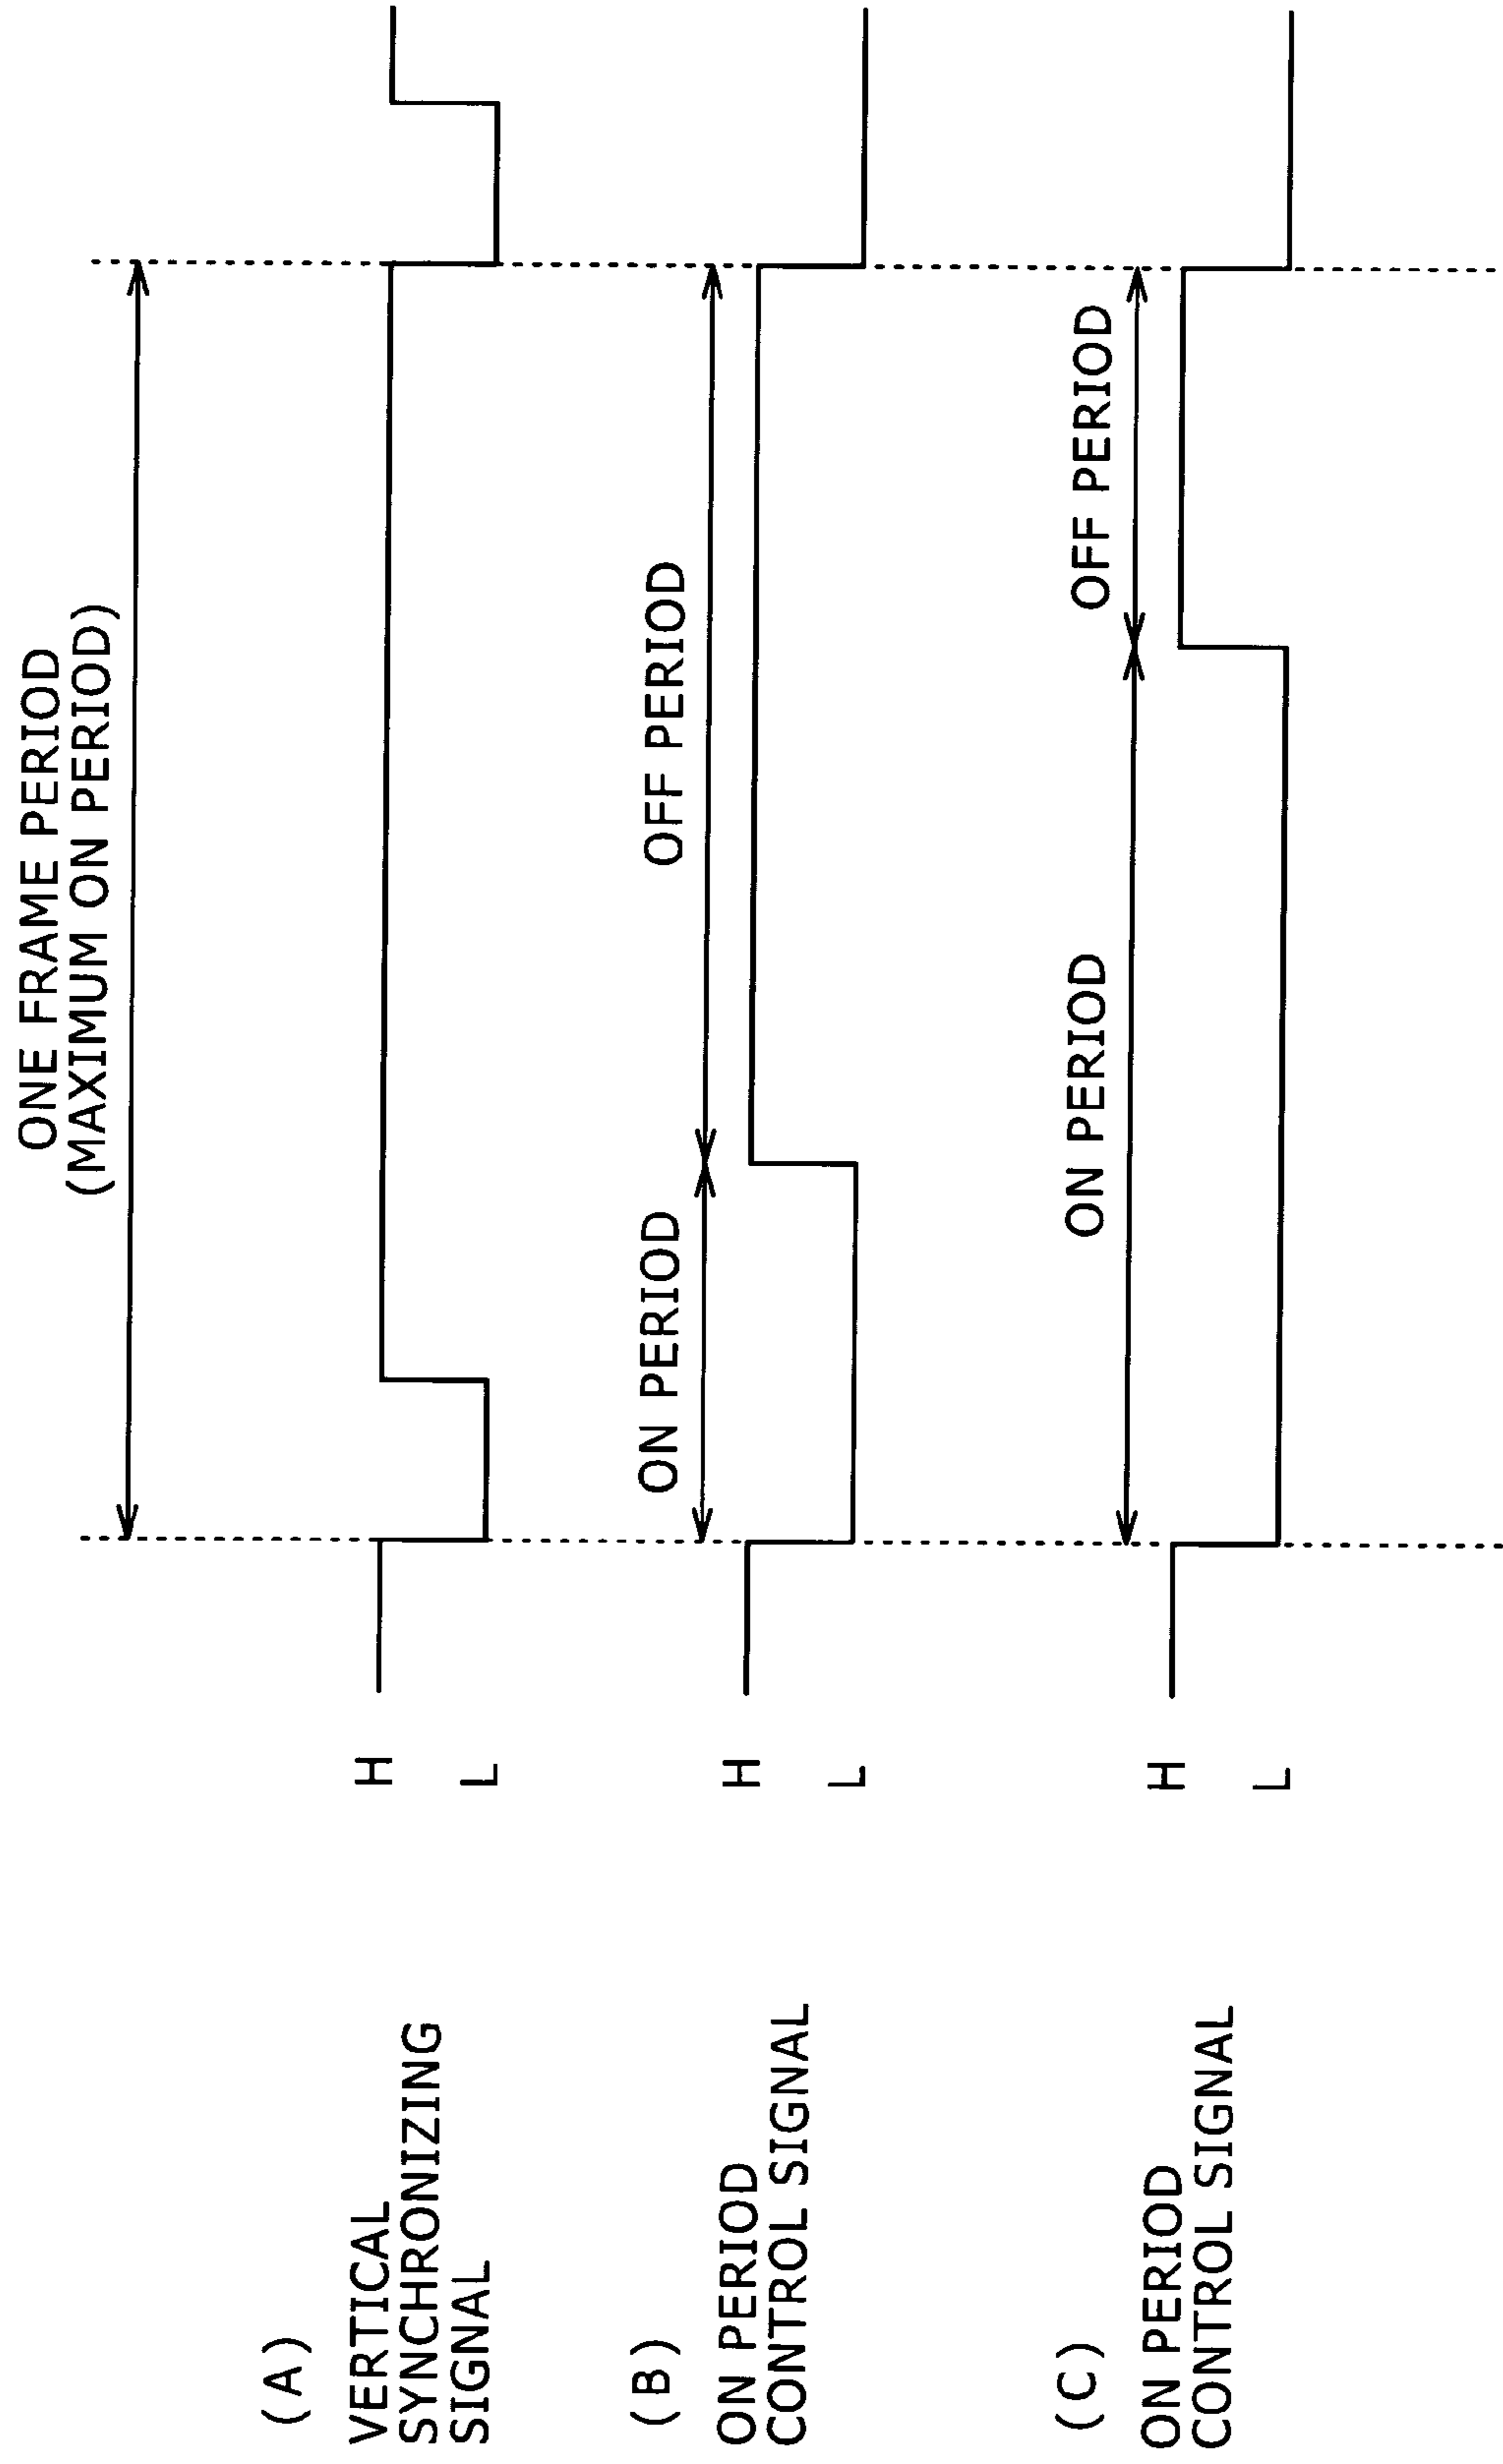 ONE FRAME PERIOD
(MAXIMUM ON PERIOD)
(A)
VERTICAL
SYNCHRONIZING
SIGNAL
H
L
(B)
ON PERIOD
CONTROL SIGNAL
H
L
ON PERIOD
OFF PERIOD
(C)
ON PERIOD
CONTROL SIGNAL
H
L
ON PERIOD
OFF PERIOD